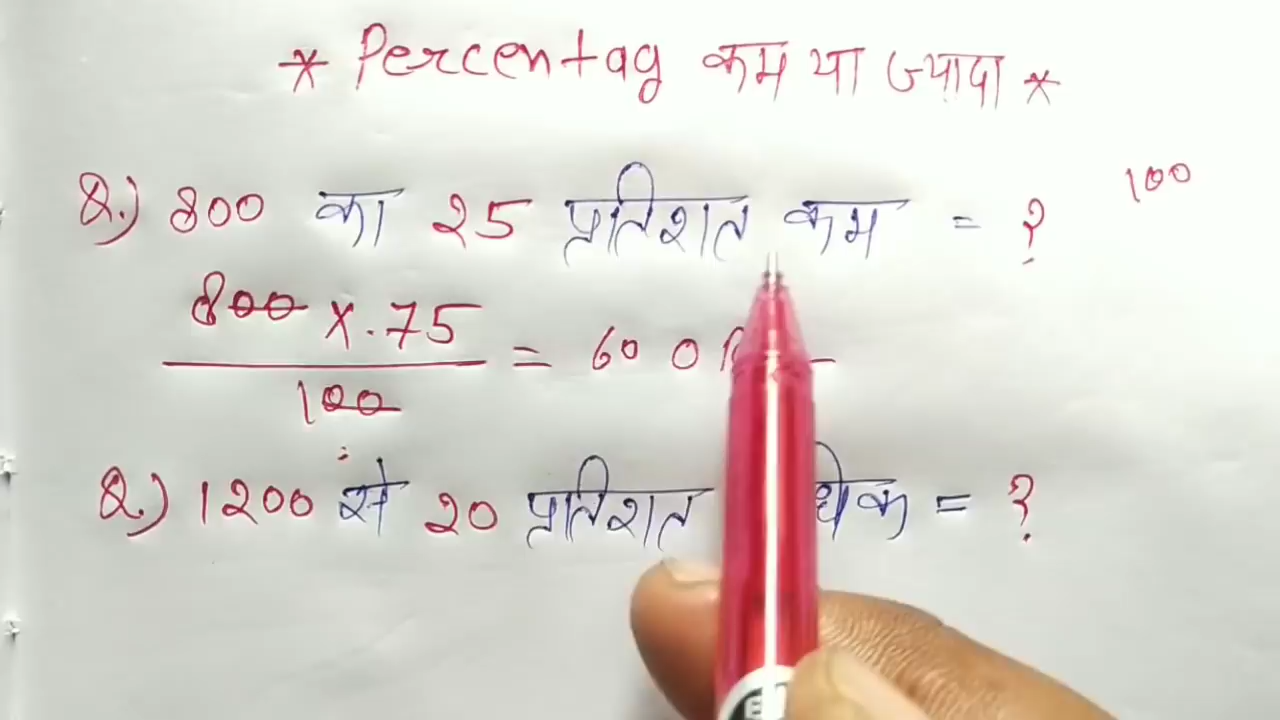 * Percentag कम या ज्यादा *
100
Q.) 800 का 25 प्रतिशत कम = ?
800 x.75
100
= 600
Q.) 1200 से 20 प्रतिशत = ?